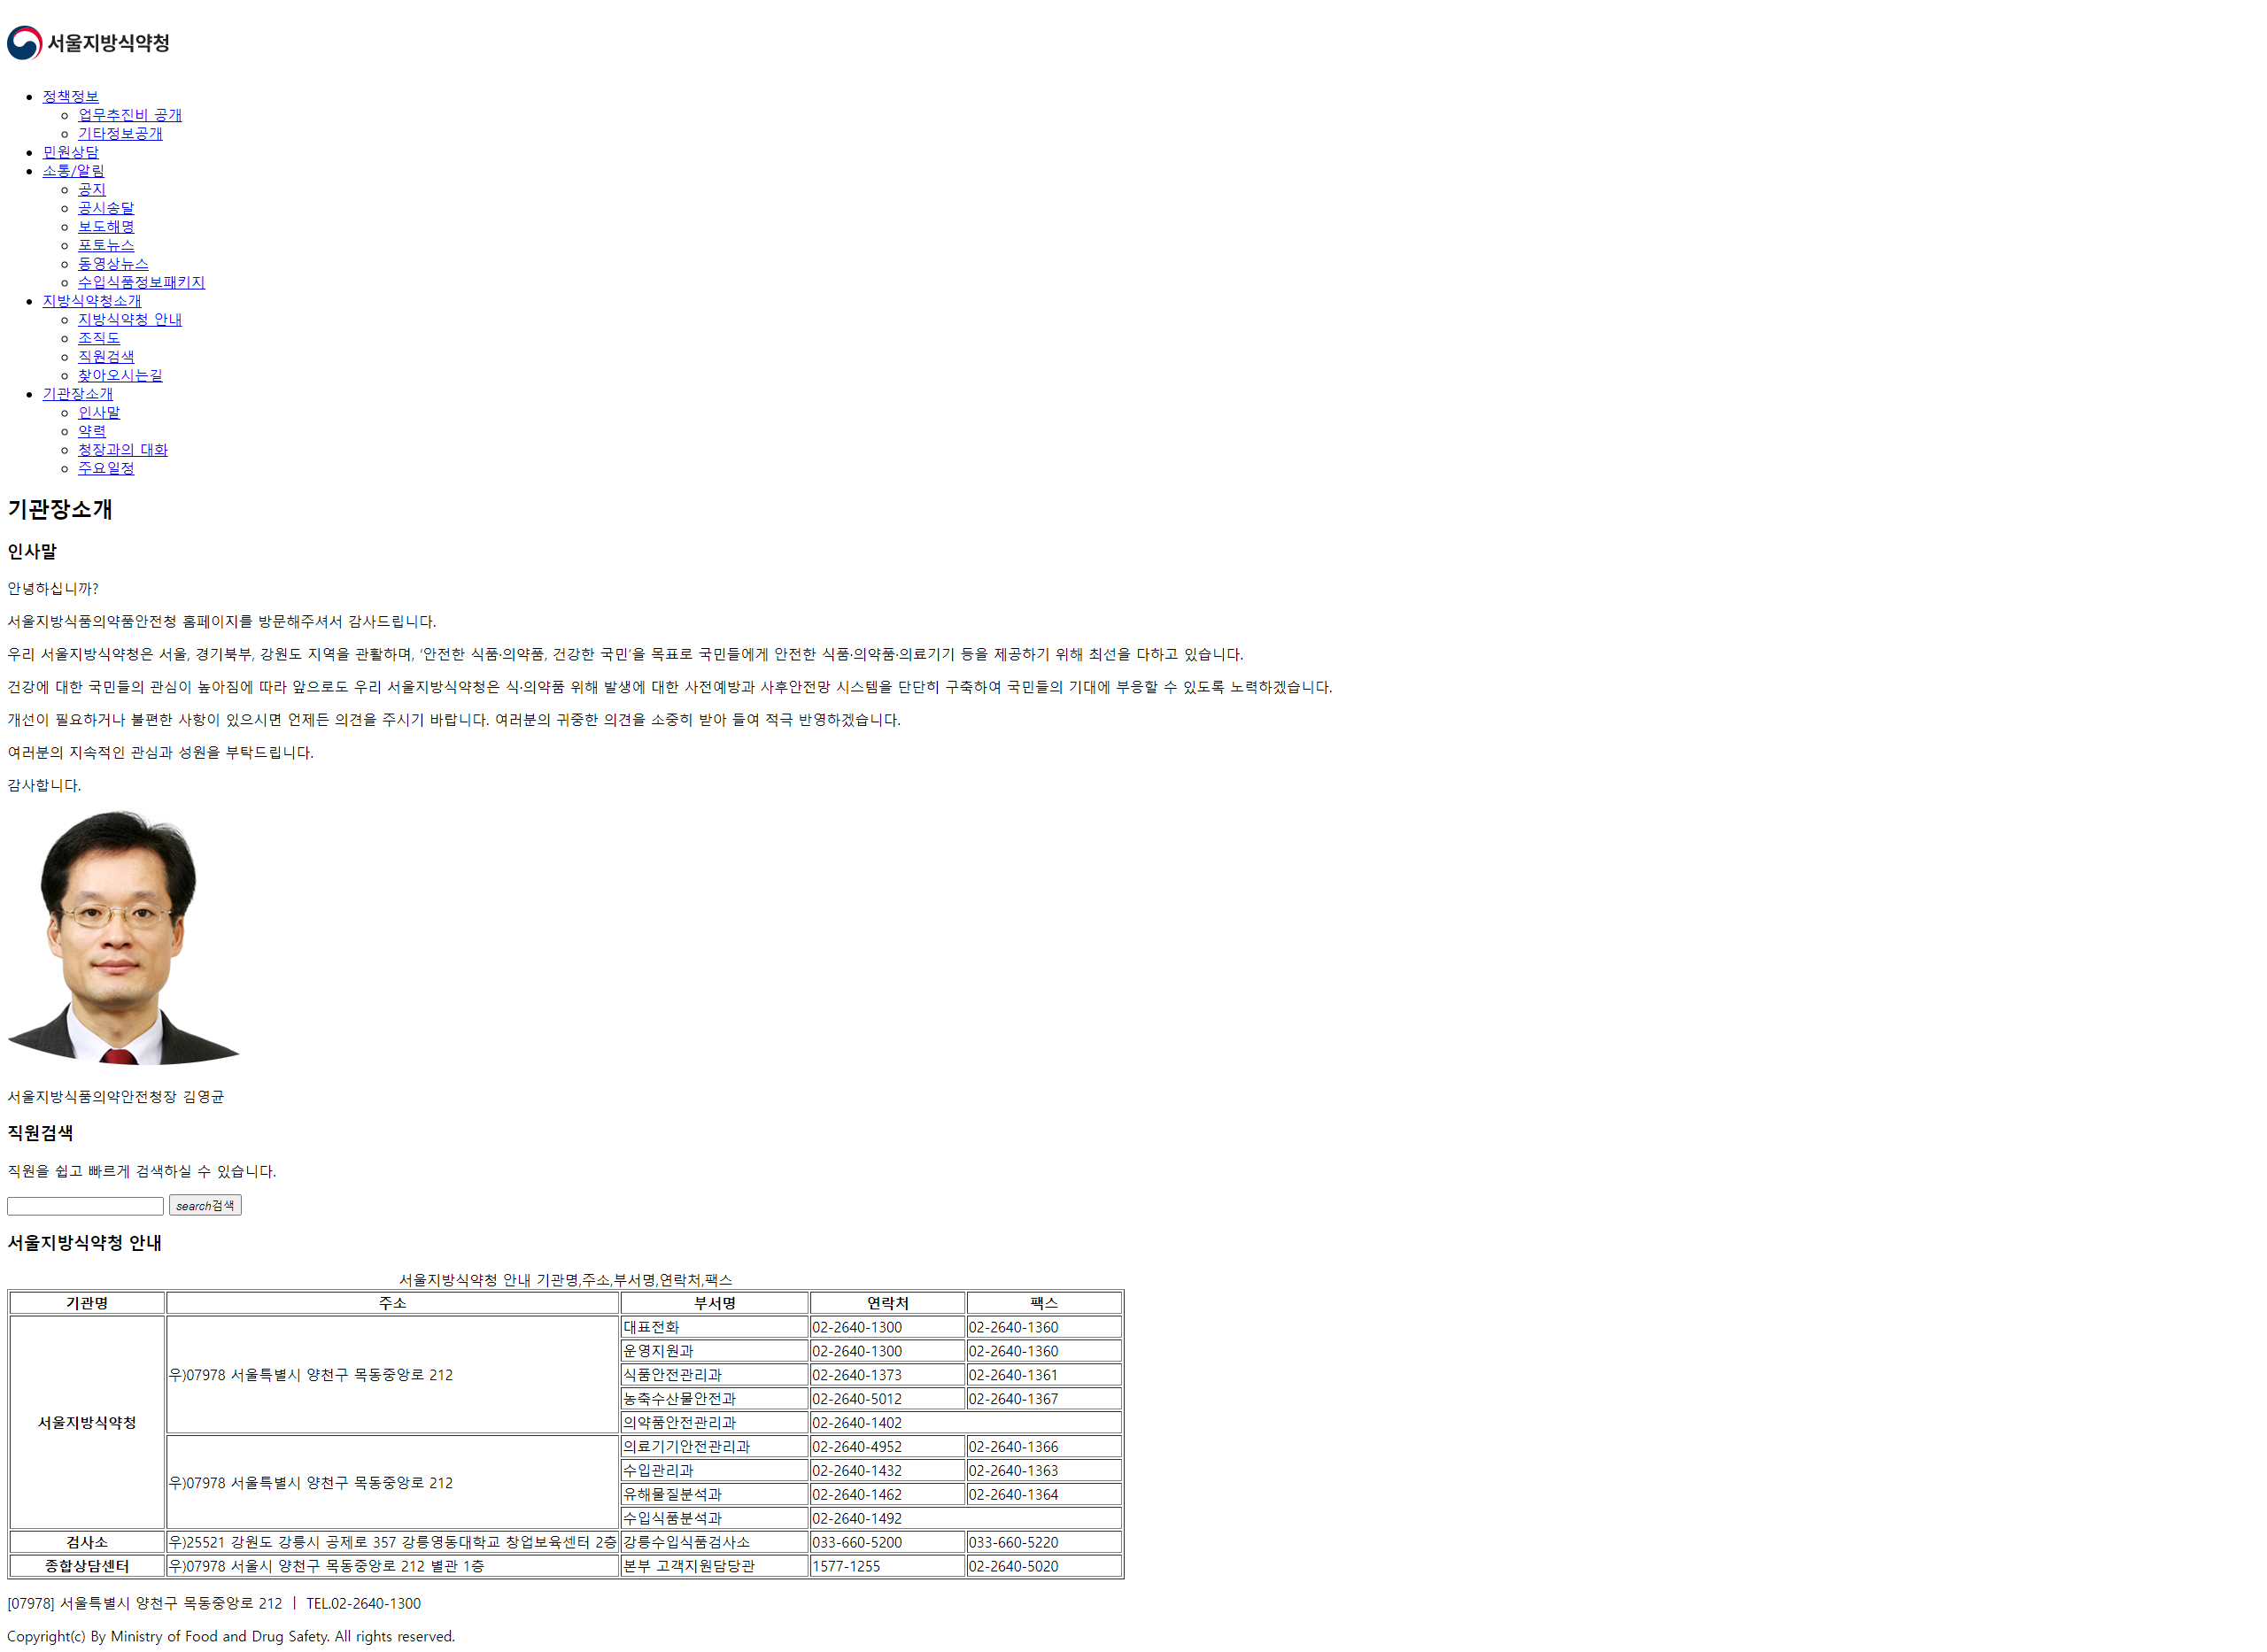 서울지방식약청
정책정보
업무추진비 공개
기타정보공개
민원상담
소통/알림
공지
공시송달
보도해명
포토뉴스
동영상뉴스
수입식품정보패키지
지방식약청소개
지방식약청 안내
조직도
직원검색
찾아오시는길
기관장소개
인사말
약력
청장과의 대화
주요일정
기관장소개
인사말
안녕하십니까?
서울지방식품의약품안전청 홈페이지를 방문해주셔서 감사드립니다.
우리 서울지방식약청은 서울, 경기북부, 강원도 지역을 관활하며, '안전한 식품·의약품, 건강한 국민'을 목표로 국민들에게 안전한 식품·의약품·의료기기 등을 제공하기 위해 최선을 다하고 있습니다.
건강에 대한 국민들의 관심이 높아짐에 따라 앞으로도 우리 서울지방식약청은 식·의약품 위해 발생에 대한 사전예방과 사후안전망 시스템을 단단히 구축하여 국민들의 기대에 부응할 수 있도록 노력하겠습니다.
개선이 필요하거나 불편한 사항이 있으시면 언제든 의견을 주시기 바랍니다. 여러분의 귀중한 의견을 소중히 받아 들여 적극 반영하겠습니다.
여러분의 지속적인 관심과 성원을 부탁드립니다.
감사합니다.
서울지방식품의약안전청장 김영균
직원검색
직원을 쉽고 빠르게 검색하실 수 있습니다.
search검색
서울지방식약청 안내
서울지방식약청 안내 기관명,주소,부서명,연락처,팩스
기관명 주소 부서명 연락처 팩스
서울지방식약청 우)07978 서울특별시 양천구 목동중앙로 212 대표전화 02-2640-1300 02-2640-1360
운영지원과 02-2640-1300 02-2640-1360
식품안전관리과 02-2640-1373 02-2640-1361
농축수산물안전과 02-2640-5012 02-2640-1367
의약품안전관리과 02-2640-1402
우)07978 서울특별시 양천구 목동중앙로 212 의료기기안전관리과 02-2640-4952 02-2640-1366
수입관리과 02-2640-1432 02-2640-1363
유해물질분석과 02-2640-1462 02-2640-1364
수입식품분석과 02-2640-1492
검사소 우)25521 강원도 강릉시 공제로 357 강릉영동대학교 창업보육센터 2층 강릉수입식품검사소 033-660-5200 033-660-5220
종합상담센터 우)07978 서울시 양천구 목동중앙로 212 별관 1층 본부 고객지원담당관 1577-1255 02-2640-5020
[07978] 서울특별시 양천구 목동중앙로 212 ㅣ TEL.02-2640-1300
Copyright(c) By Ministry of Food and Drug Safety. All rights reserved.